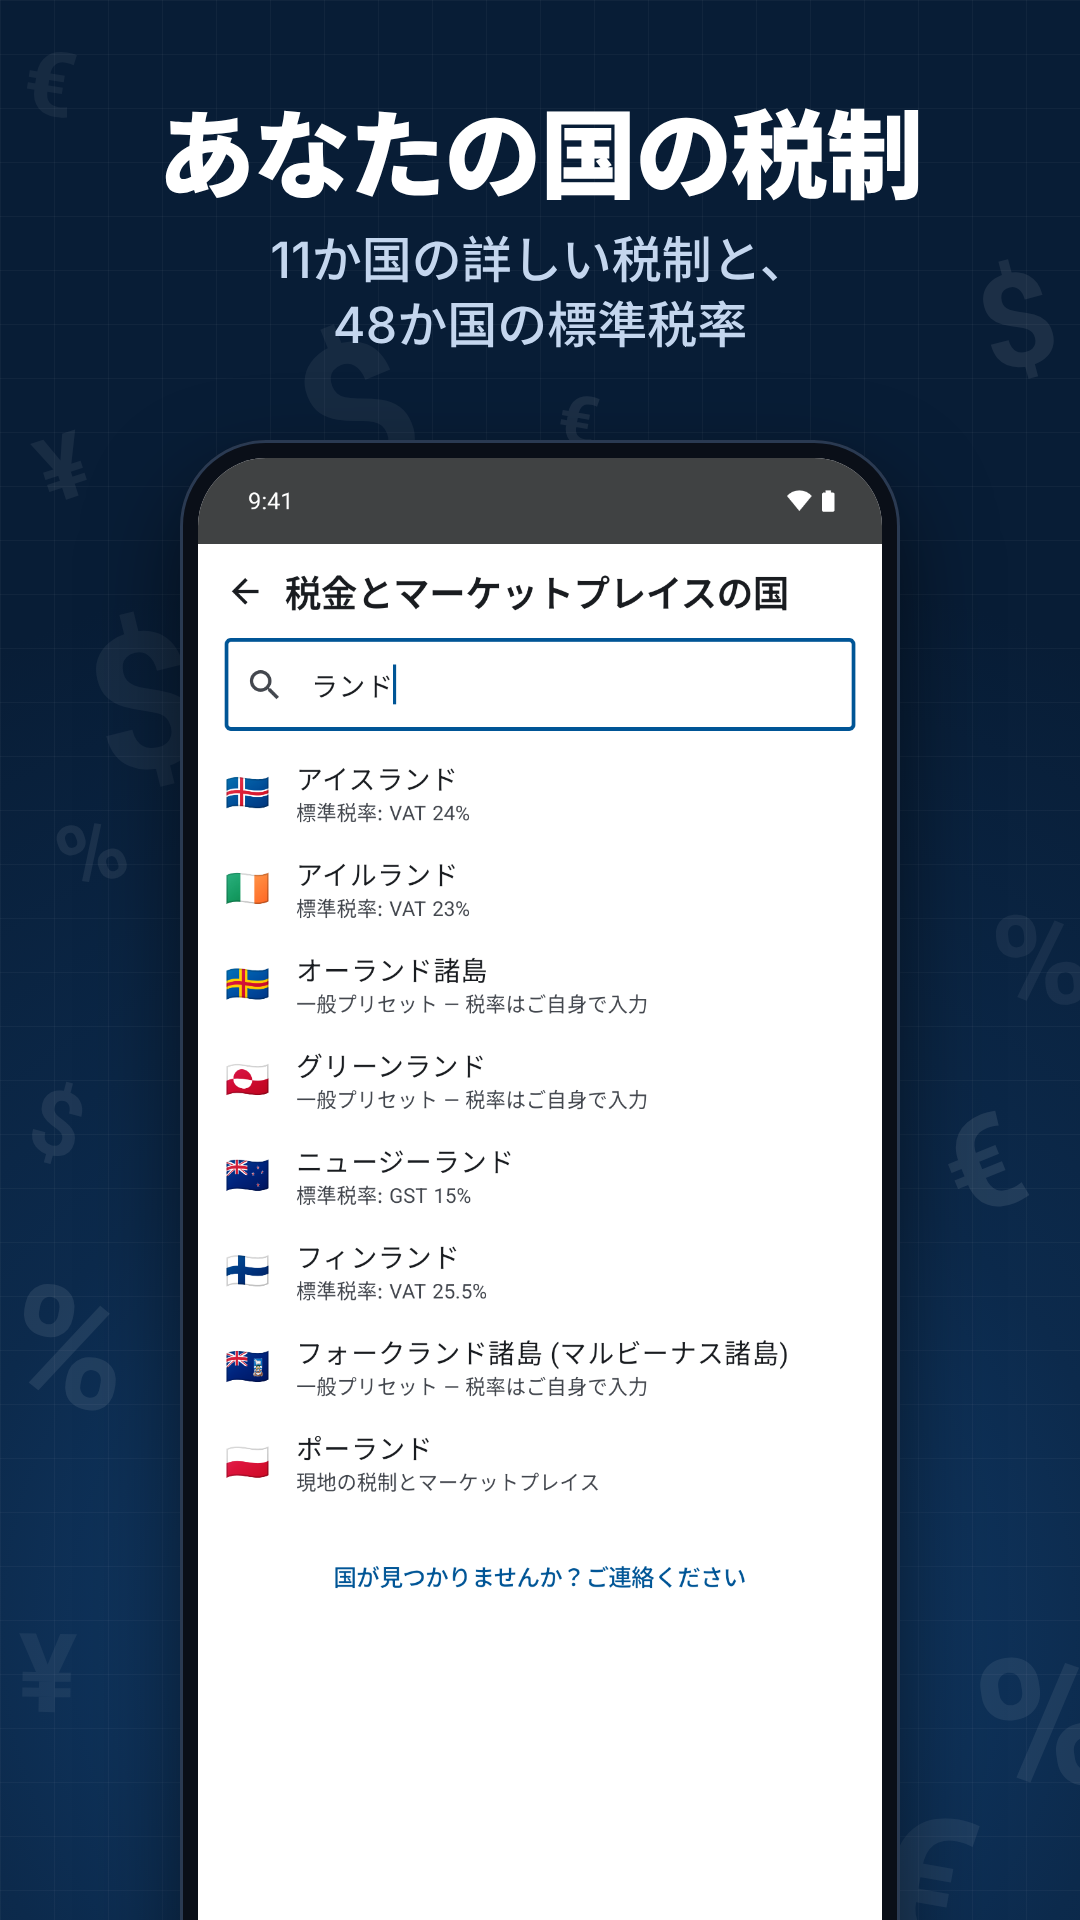 あなたの国の税制
11か国の詳しい税制と、
48か国の標準税率
9:41
税金とマーケットプレイスの国
ランド
アイスランド
標準税率: VAT 24%
アイルランド
標準税率: VAT 23%
オーランド諸島
一般プリセット – 税率はご自身で入力
グリーンランド
一般プリセット – 税率はご自身で入力
ニュージーランド
標準税率: GST 15%
フィンランド
標準税率: VAT 25.5%
フォークランド諸島 (マルビーナス諸島)
一般プリセット – 税率はご自身で入力
ポーランド
現地の税制とマーケットプレイス
国が見つかりませんか？ご連絡ください